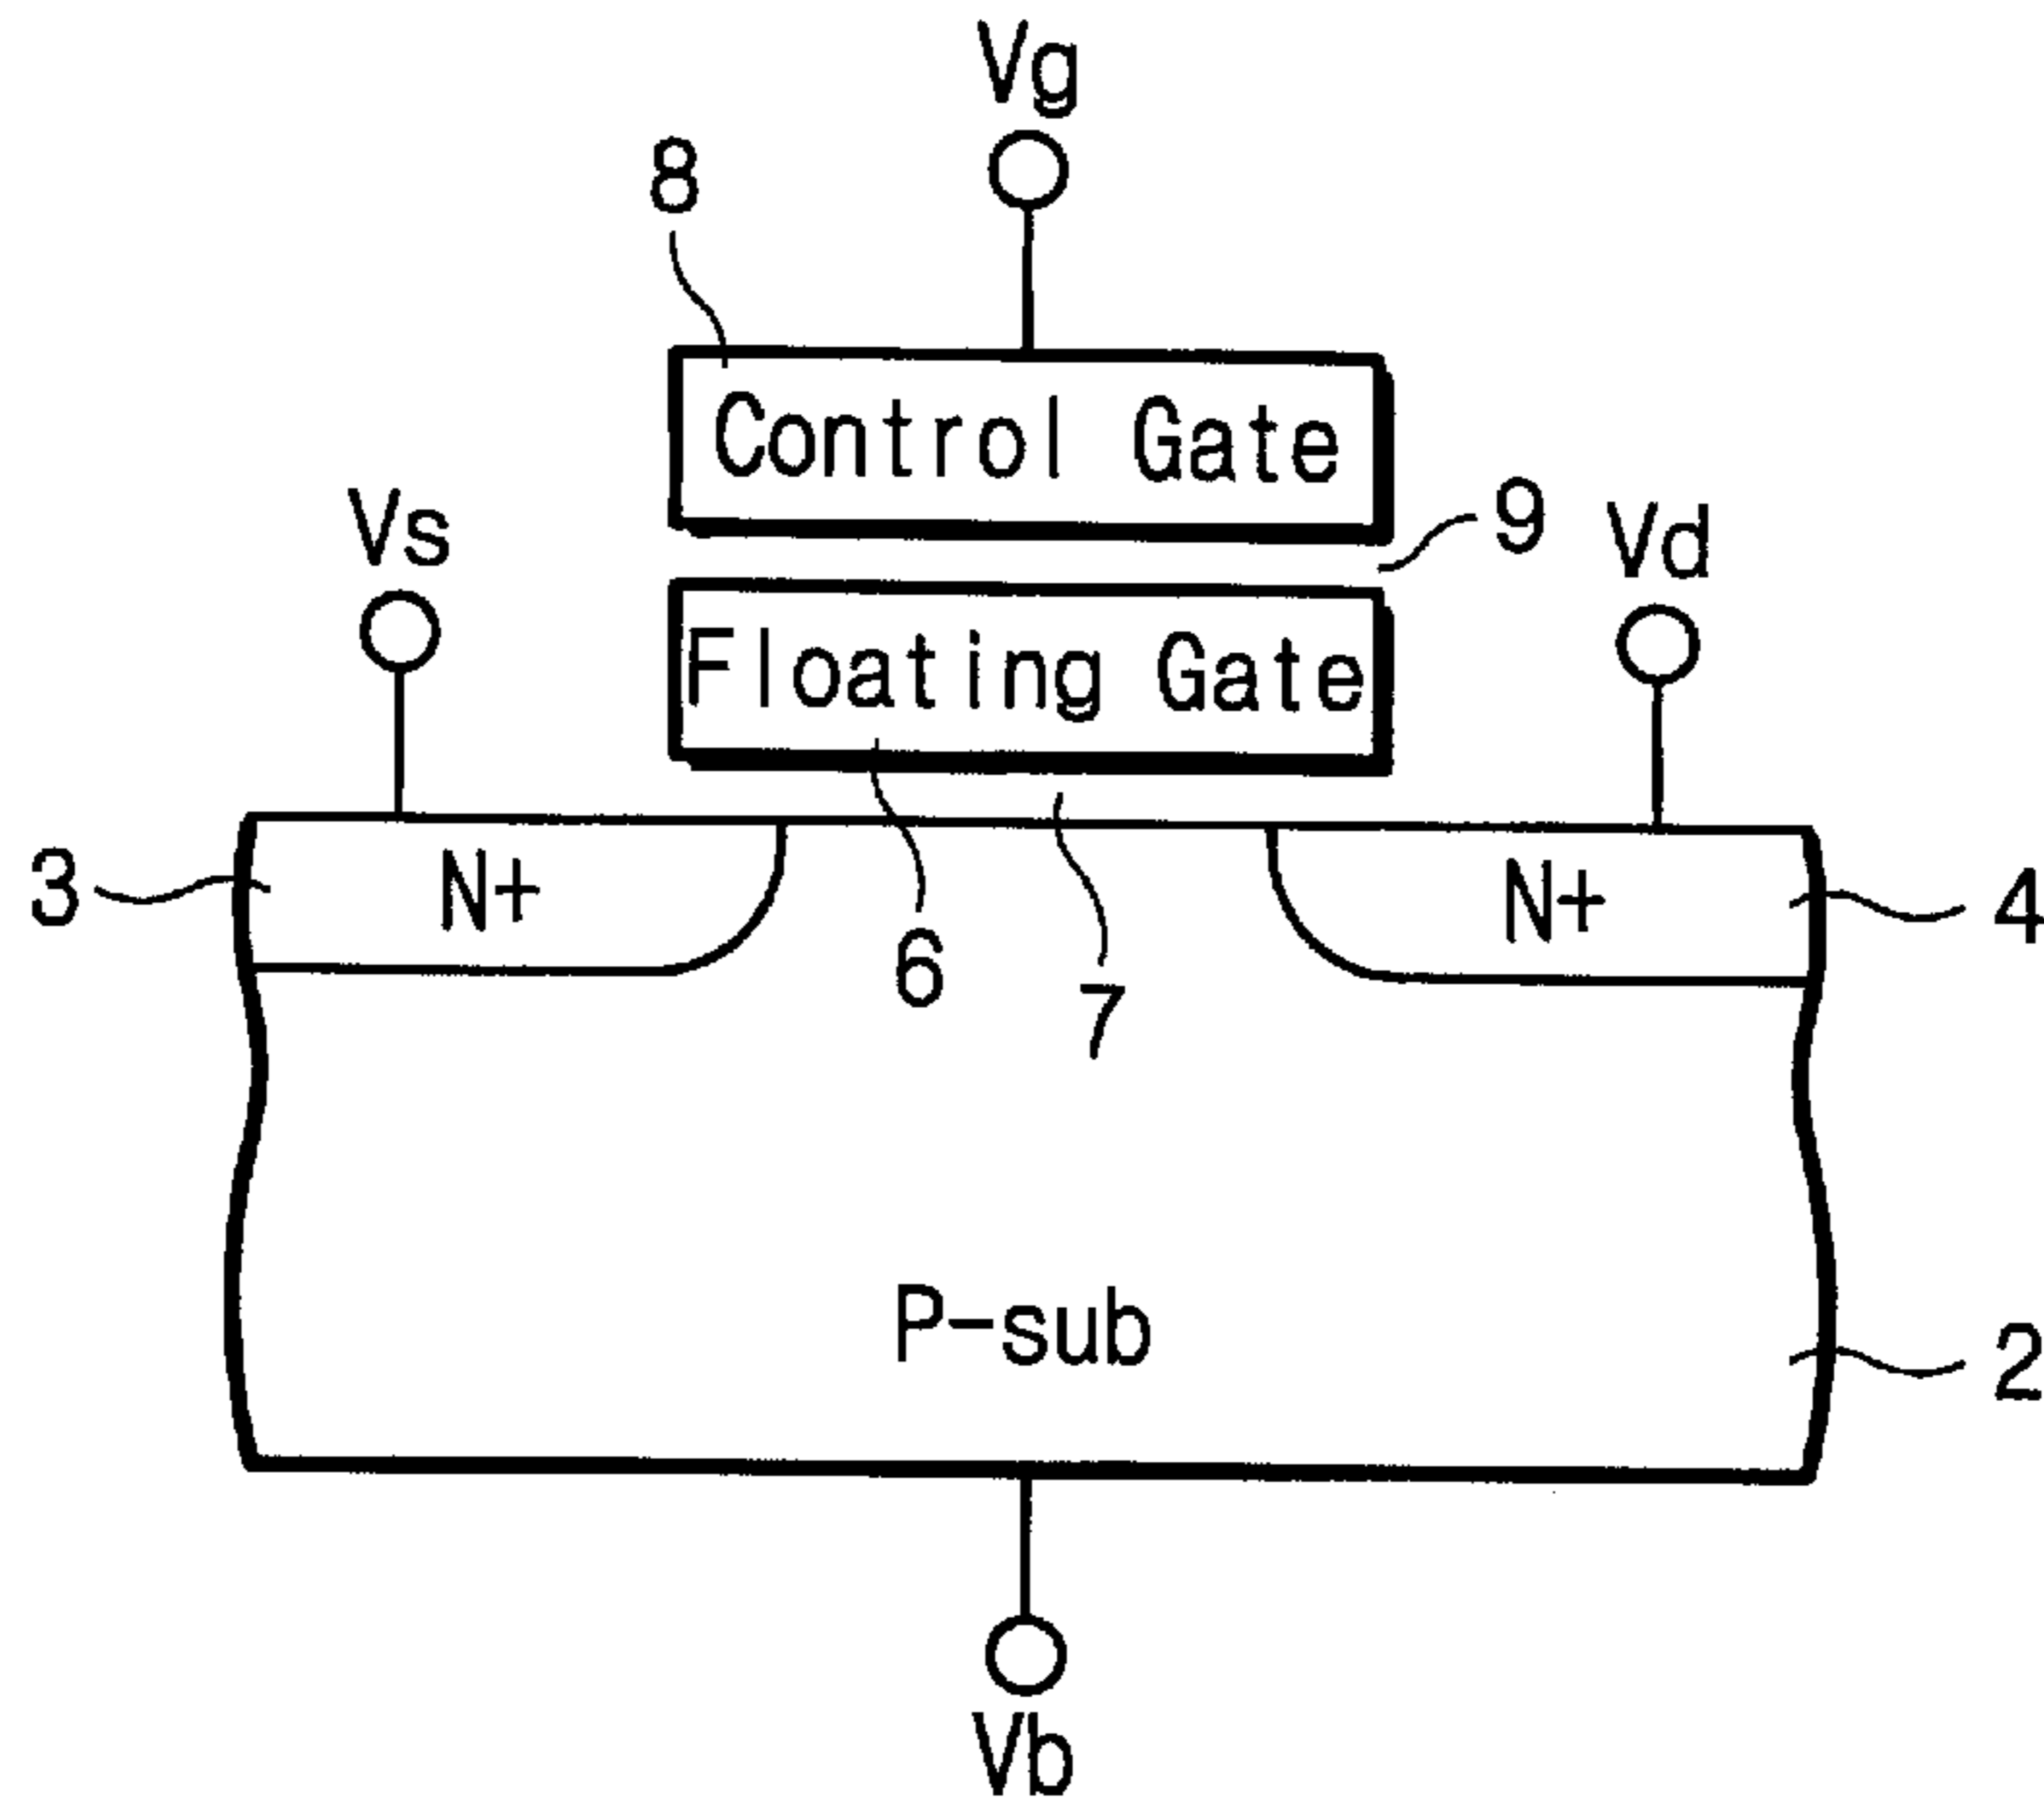 Vg
8
Control Gate
Vs
9
Vd
Floating Gate
3
N+
N+
4
6
7
P-sub
2
Vb